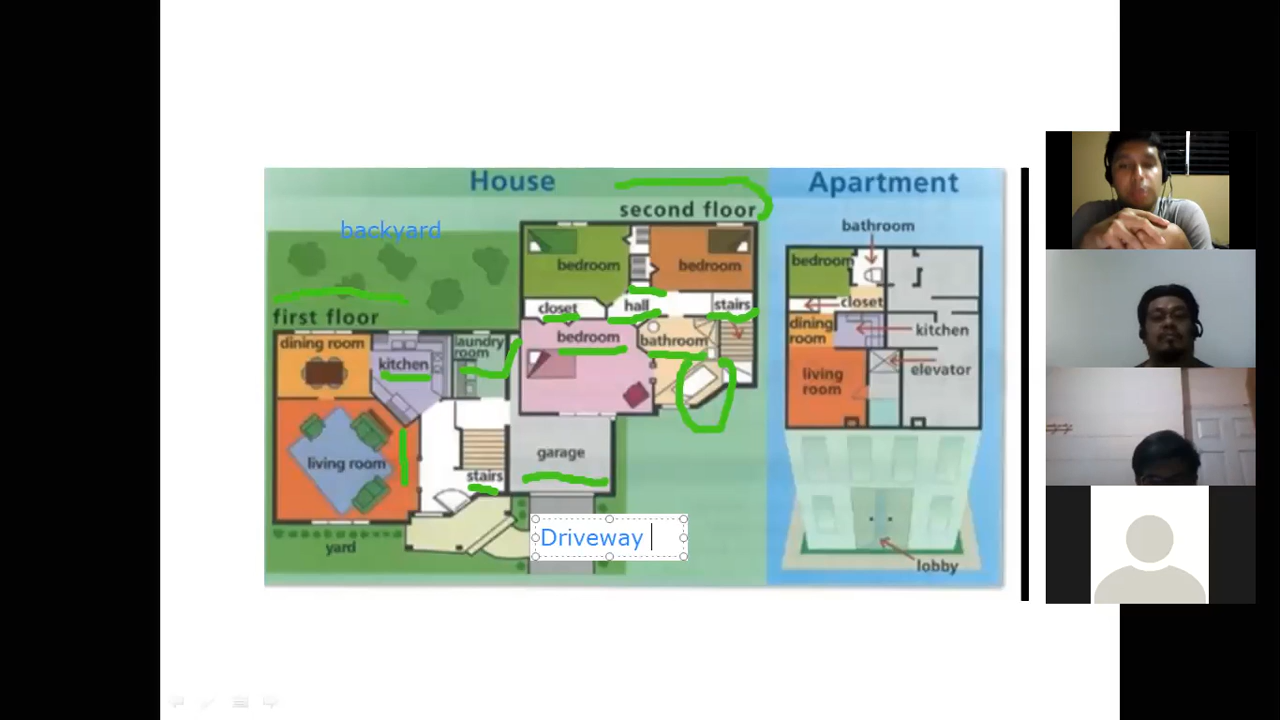 House
Apartment
second floor
backyard
bathroom
bedroom
bedroom
bedroom
closet
hall
stairs
closet
first floor
dining room
kitchen
laundry
room
bedroom
bathroom
dining
room
kitchen
living
room
elevator
living room
garage
stairs
Driveway
yard
lobby